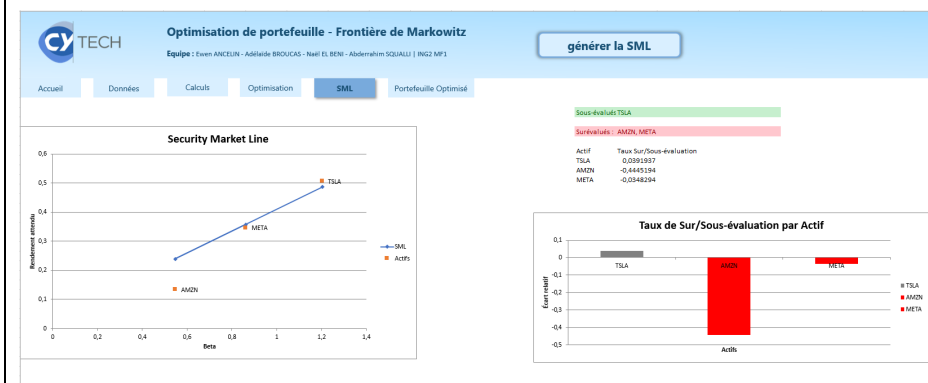 CY TECH
Optimisation de portefeuille - Frontière de Markowitz
Equipe : Ewen ANCELIN - Adélaïde BROUCAS - Naël EL BENI - Abderrahim SQUALLI | ING2 MF1
générer la SML
Accueil Données Calculs Optimisation SML Portefeuille Optimisé
Sous-évalués TSLA
Surévalués : AMZN, META
Actif Taux Sur/Sous-évaluation
TSLA 0,0391937
AMZN -0,4445194
META -0,0348294
Security Market Line
0,6
0,5
0,4
0,3
0,2
0,1
0
Rendement attendu
TSLA
META
AMZN
SML
Actifs
0 0,2 0,4 0,6 0,8 1 1,2 1,4
Beta
Taux de Sur/Sous-évaluation par Actif
0,1
0
-0,1
-0,2
-0,3
-0,4
-0,5
Écart relatif
TSLA AMZN META
TSLA
AMZN
META
Actifs